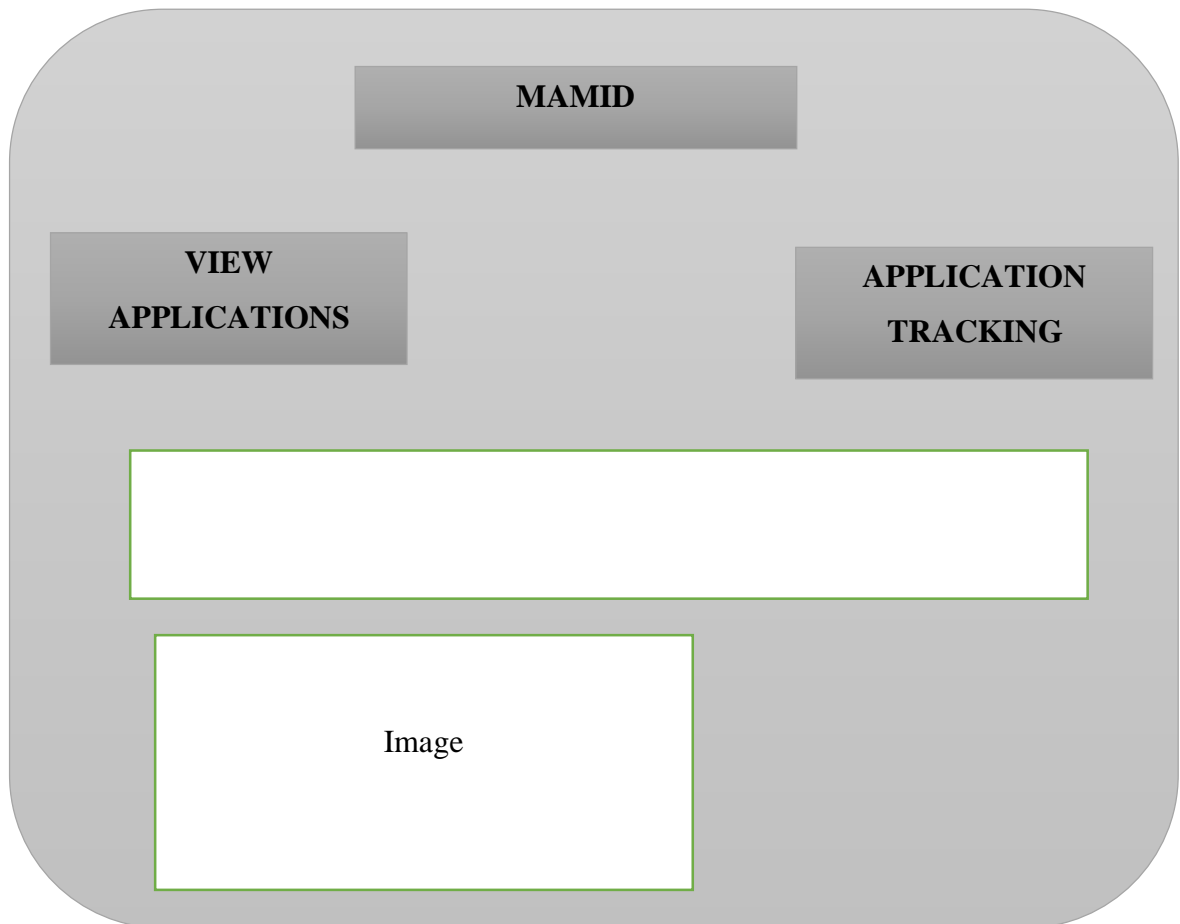 MAMID
VIEW
APPLICATIONS
APPLICATION
TRACKING
Image